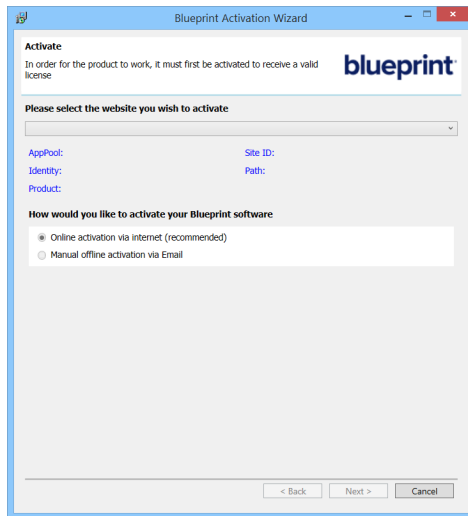 Blueprint Activation Wizard
Activate
In order for the product to work, it must first be activated to receive a valid
license
blueprint
Please select the website you wish to activate
AppPool:
Site ID:
Identity:
Path:
Product:
How would you like to activate your Blueprint software
Online activation via internet (recommended)
Manual offline activation via Email
< Back
Next >
Cancel